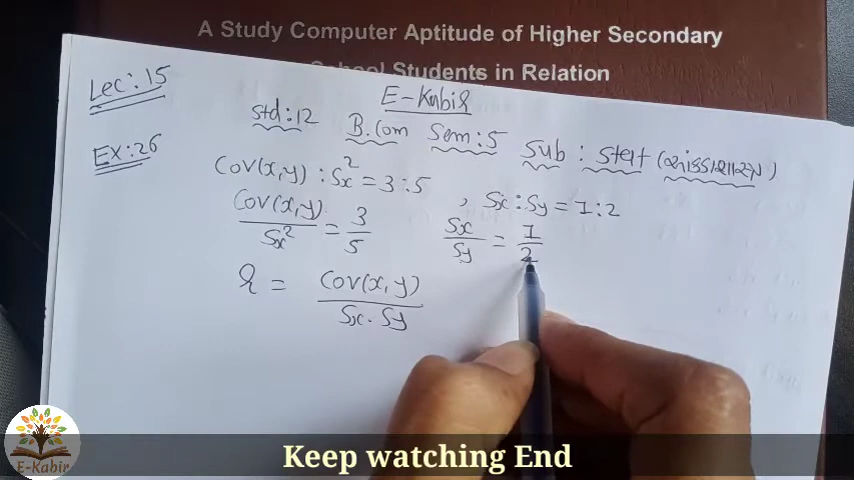 A Study Computer Aptitude of Higher Secondary
School Students in Relation
Lec:15
E-Kabir
Std:12 B.Com Sem:5 Sub : Stat (આંકડાશાસ્ત્ર)
Ex:26
Cov(x,y) : Sx² = 3:5 , Sx:Sy = 1:2
Cov(x,y)/Sx² = 3/5 Sx/Sy = 1/2
r = Cov(x,y)/Sx.Sy
E-Kabir
Keep watching End